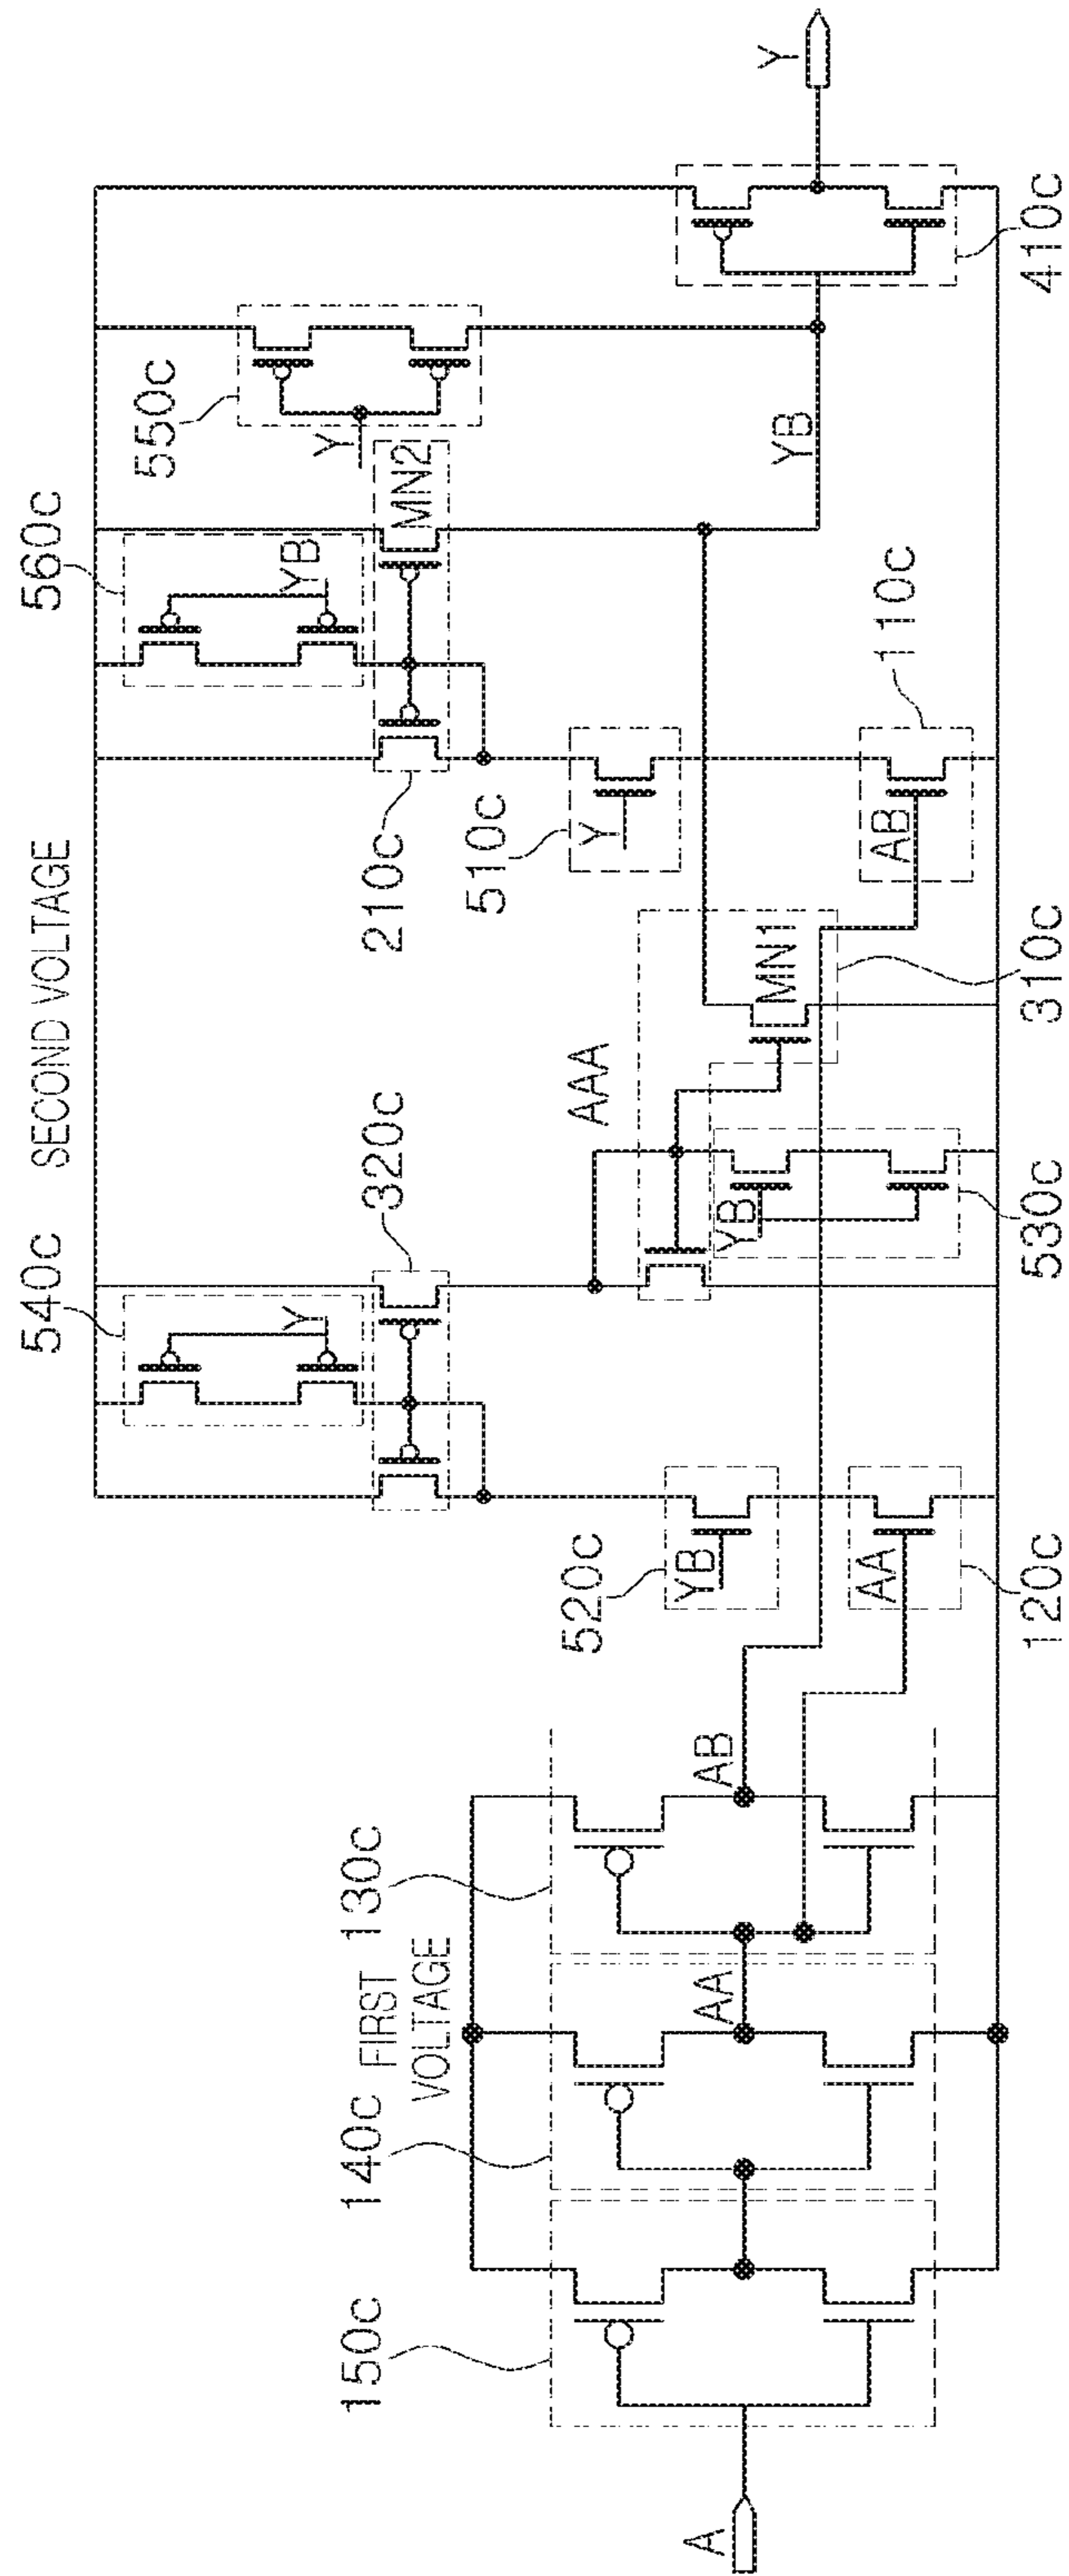 SECOND VOLTAGE
540c
560c
550c
Y
YB
320c
210c
MN2
Y
Y
520c
YB
AAA
510c
Y
YB
410c
150c
140c
FIRST
VOLTAGE
130c
A
AA
AB
AA
120c
YB
530c
MN1
310c
AB
110c
Y